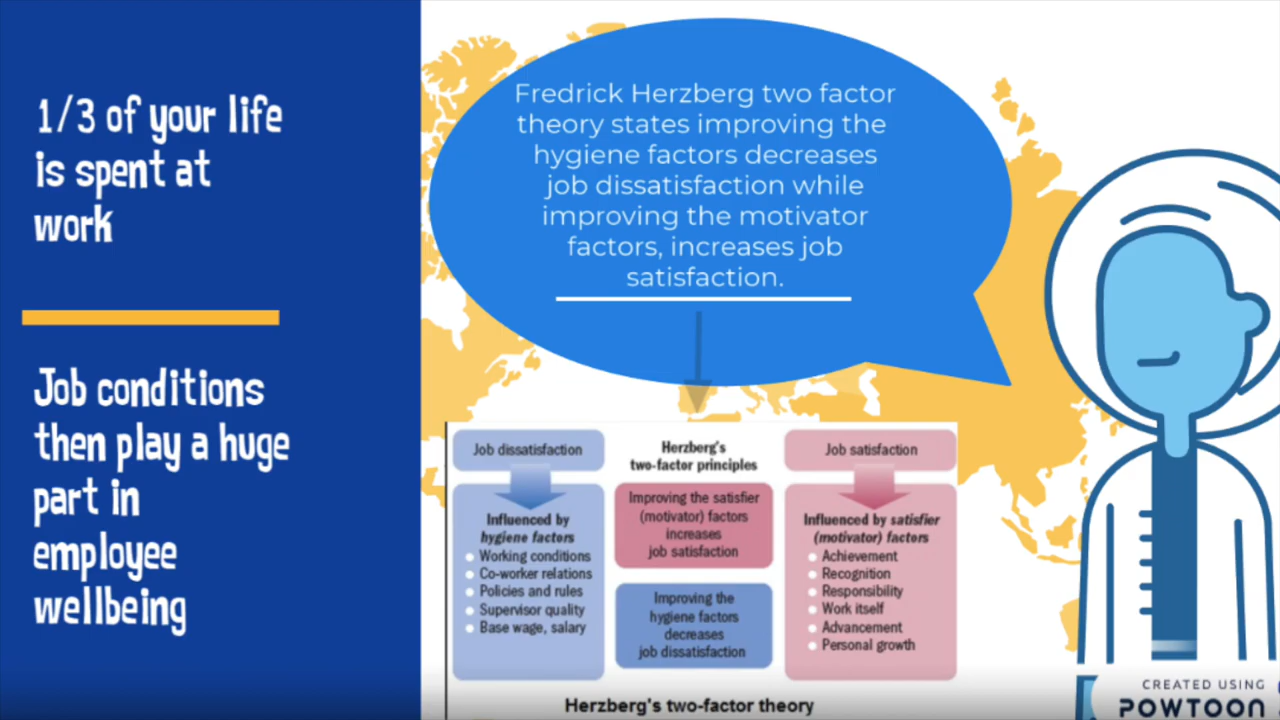 1/3 of your life
is spent at
work
Job conditions
then play a huge
part in
employee
wellbeing
Fredrick Herzberg two factor
theory states improving the
hygiene factors decreases
job dissatisfaction while
improving the motivator
factors, increases job
satisfaction.
Job dissatisfaction
Influenced by
hygiene factors
Working conditions
Co-worker relations
Policies and rules
Supervisor quality
Base wage, salary
Herzberg's
two-factor principles
Improving the satisfier
(motivator) factors
increases
job satisfaction
Improving the
hygiene factors
decreases
job dissatisfaction
Job satisfaction
Influenced by satisfier
(motivator) factors
Achievement
Recognition
Responsibility
Work itself
Advancement
Personal growth
Herzberg's two-factor theory
CREATED USING
POWTOON